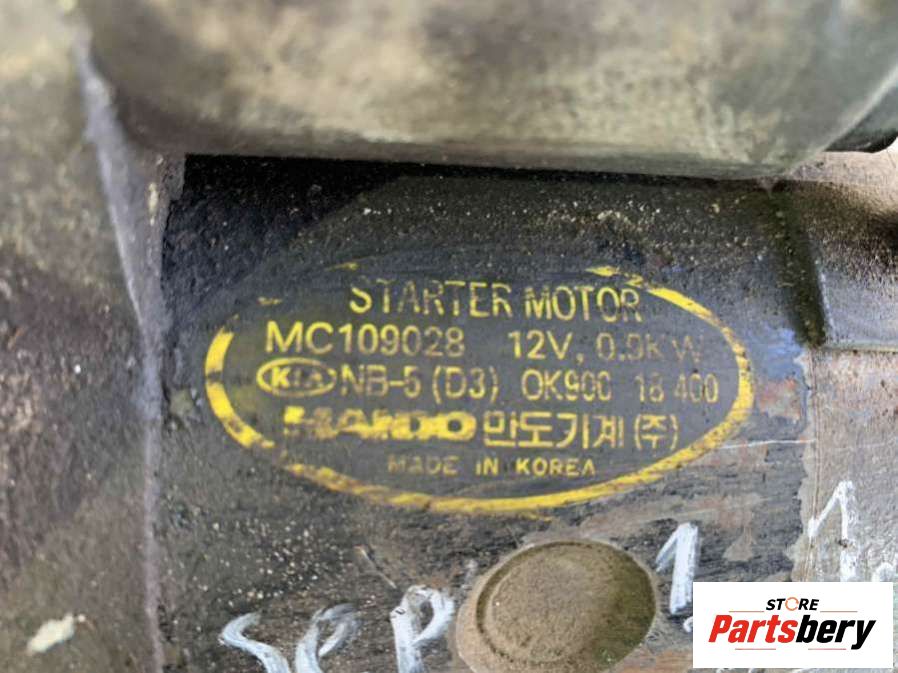 STARTER MOTOR
MC109028 12V, 0.9KW
KIA NB-5 (D3) OK900 18 400
MANDO 만도기계 (주)
MADE IN KOREA
STORE
Partsbery